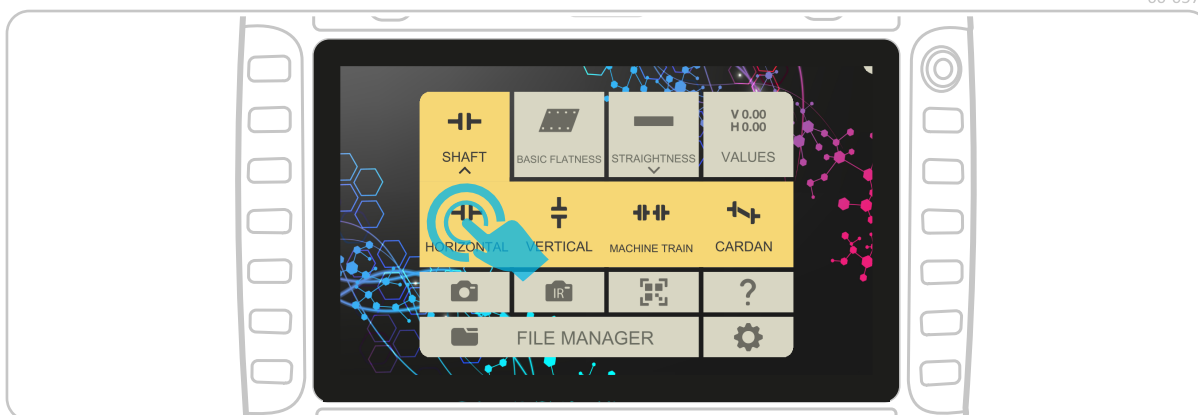 V 0.00
H 0.00
SHAFT
BASIC FLATNESS
STRAIGHTNESS
VALUES
HORIZONTAL
VERTICAL
MACHINE TRAIN
CARDAN
IR
?
FILE MANAGER